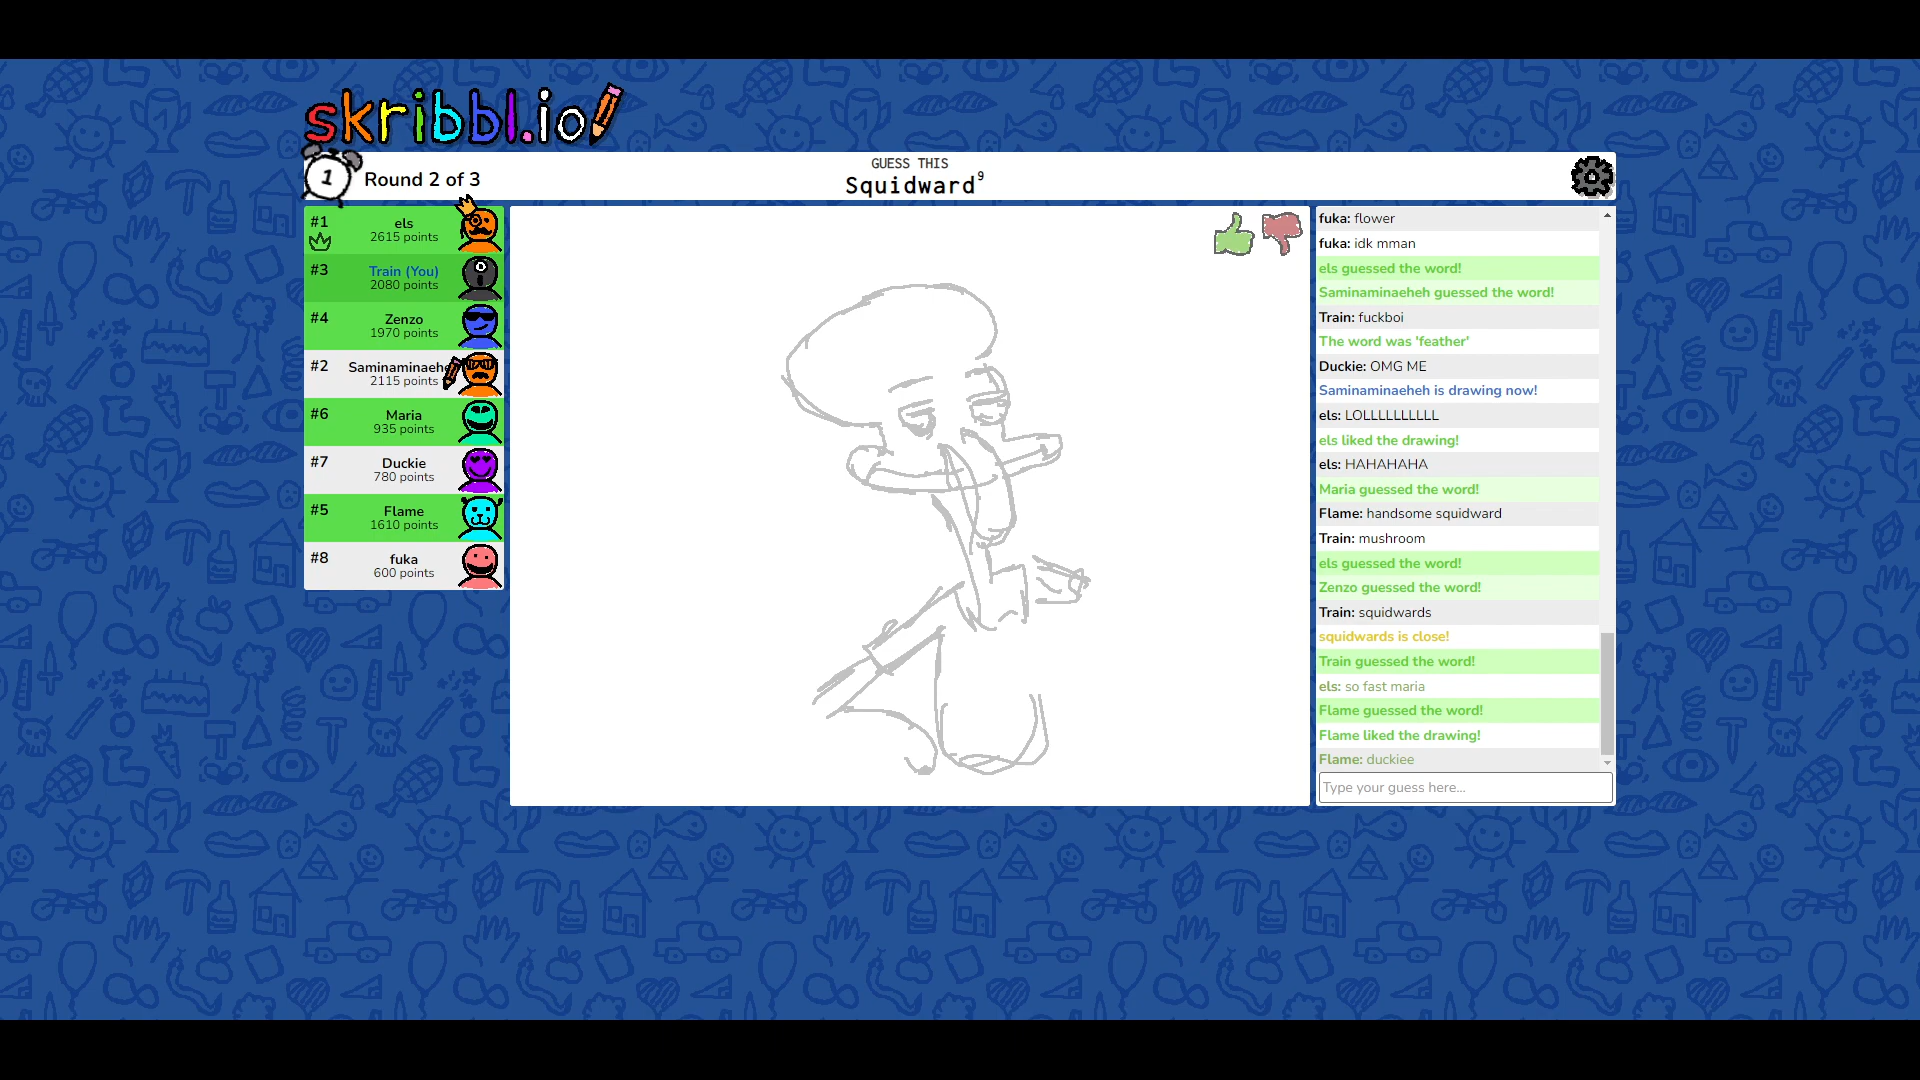 skribbl.io
1
Round 2 of 3
GUESS THIS
Squidward9
#1
els
2615 points
#3
Train (You)
2080 points
#4
Zenzo
1970 points
#2
Saminaminaehe
2115 points
#6
Maria
935 points
#7
Duckie
780 points
#5
Flame
1610 points
#8
fuka
600 points
fuka: flower
fuka: idk mman
els guessed the word!
Saminaminaeheh guessed the word!
Train: fuckboi
The word was 'feather'
Duckie: OMG ME
Saminaminaeheh is drawing now!
els: LOLLLLLLLLLL
els liked the drawing!
els: HAHAHAHA
Maria guessed the word!
Flame: handsome squidward
Train: mushroom
els guessed the word!
Zenzo guessed the word!
Train: squidwards
squidwards is close!
Train guessed the word!
els: so fast maria
Flame guessed the word!
Flame liked the drawing!
Flame: duckiee
Type your guess here...